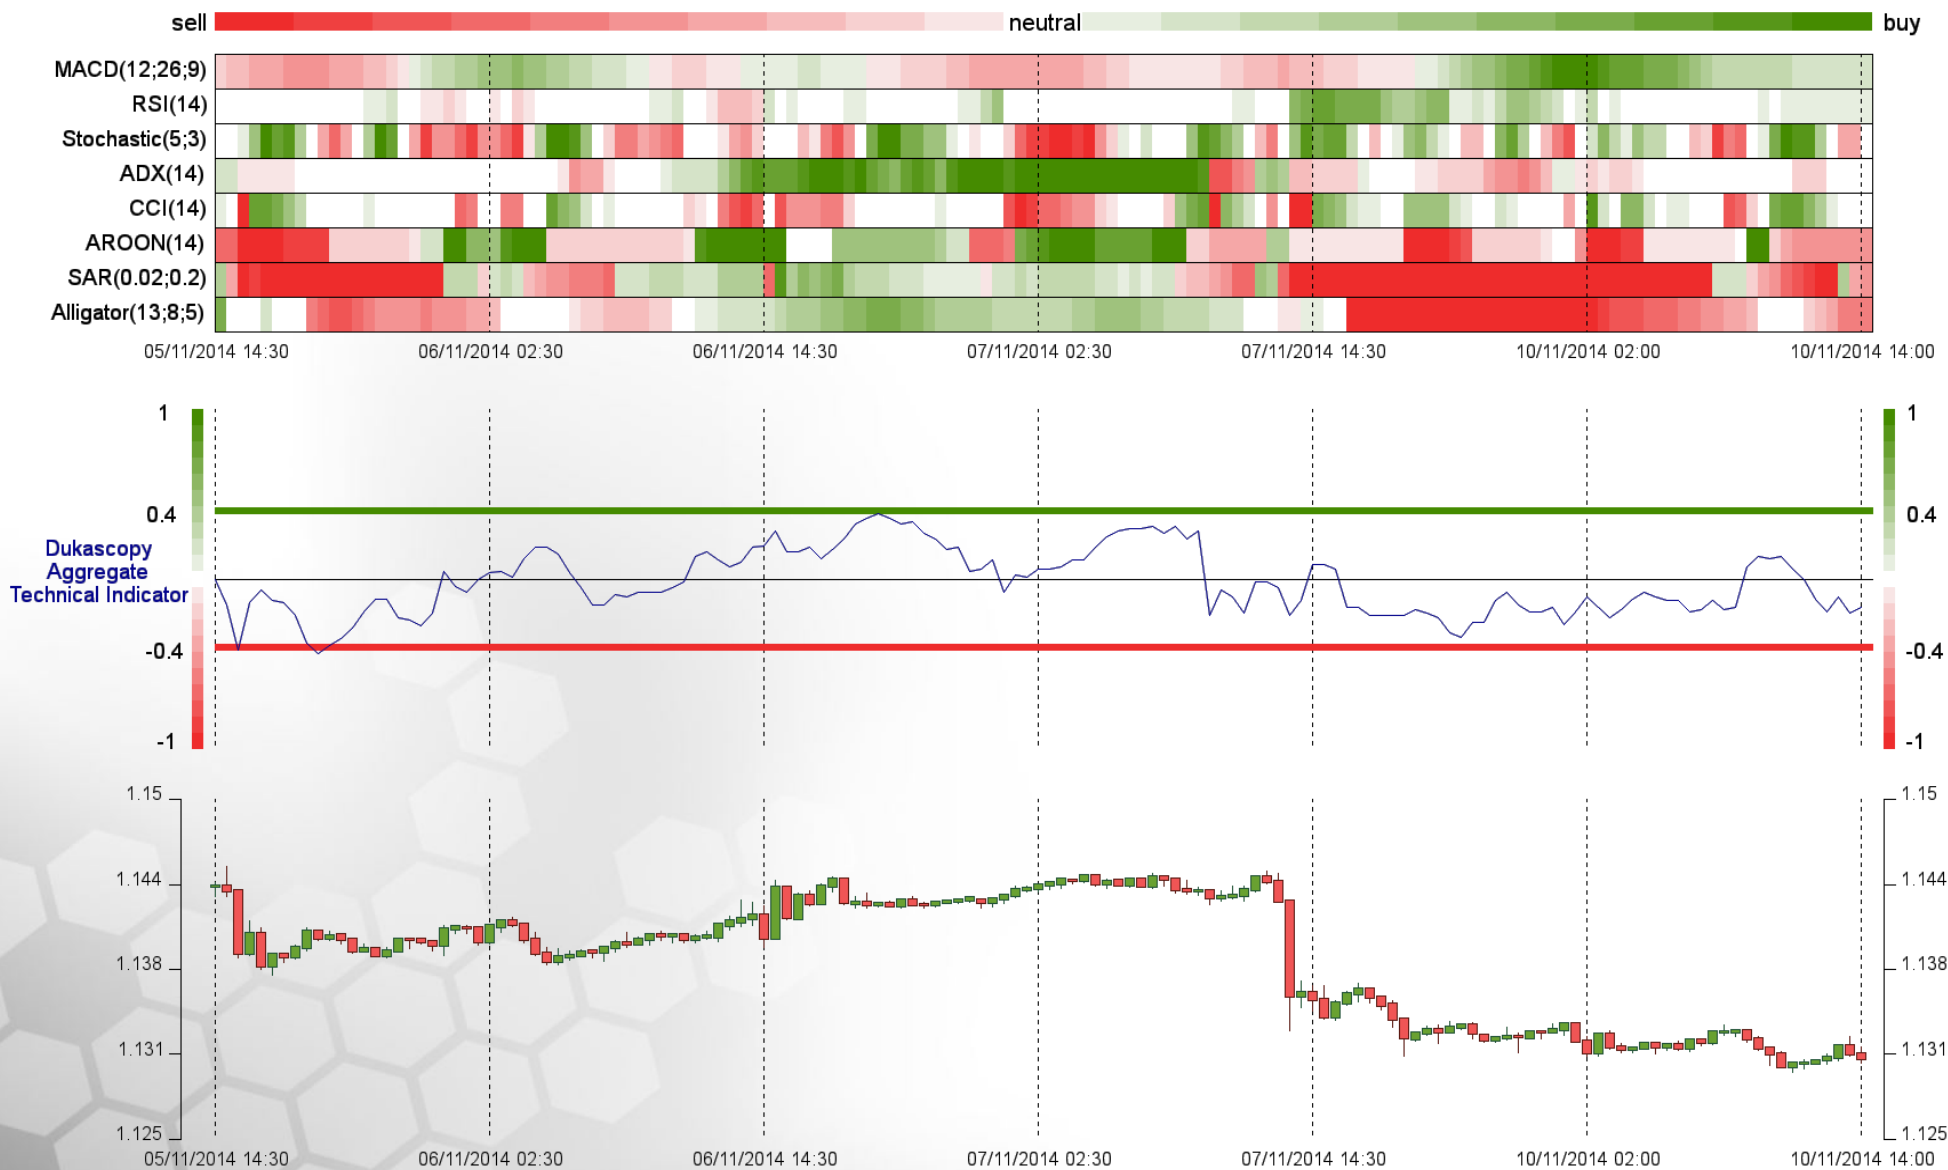 sell neutral buy
MACD(12;26;9)
RSI(14)
Stochastic(5;3)
ADX(14)
CCI(14)
AROON(14)
SAR(0.02;0.2)
Alligator(13;8;5)
05/11/2014 14:30 06/11/2014 02:30 06/11/2014 14:30 07/11/2014 02:30 07/11/2014 14:30 10/11/2014 02:00 10/11/2014 14:00
1 1
0.4 0.4
Dukascopy
Aggregate
Technical Indicator
-0.4 -0.4
-1 -1
1.15 1.15
1.144 1.144
1.138 1.138
1.131 1.131
1.125 1.125
05/11/2014 14:30 06/11/2014 02:30 06/11/2014 14:30 07/11/2014 02:30 07/11/2014 14:30 10/11/2014 02:00 10/11/2014 14:00